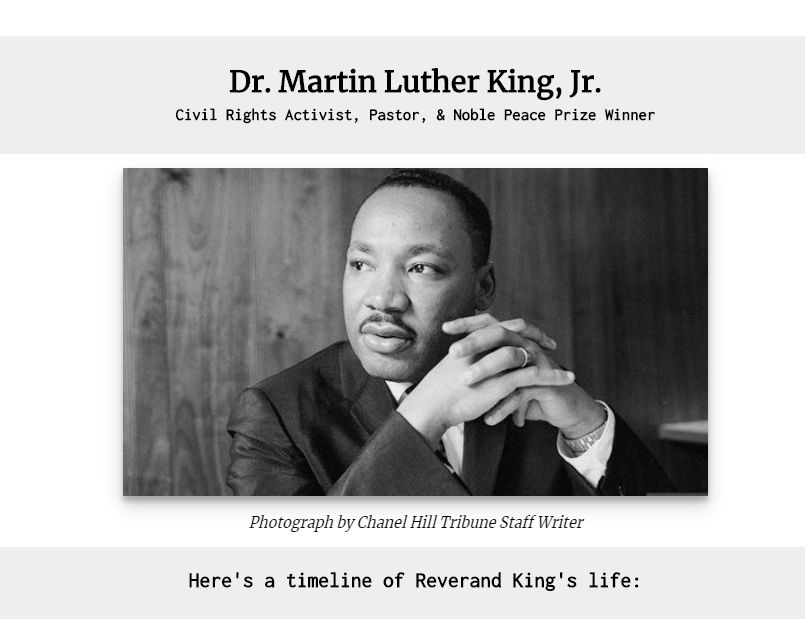 Dr. Martin Luther King, Jr.
Civil Rights Activist, Pastor, & Noble Peace Prize Winner
Photograph by Chanel Hill Tribune Staff Writer
Here's a timeline of Reverand King's life: